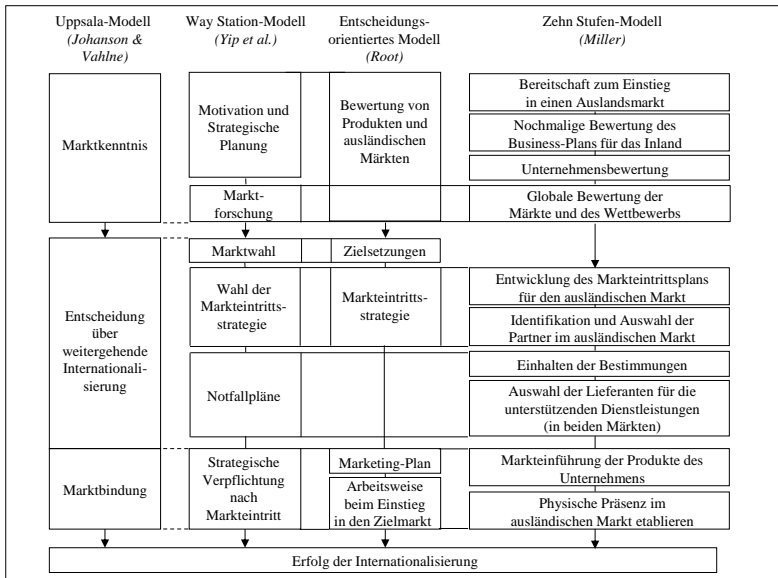 Uppsala-Modell
(Johanson &
Vahlne)
Way Station-Modell
(Yip et al.)
Entscheidungs-
orientiertes Modell
(Root)
Zehn Stufen-Modell
(Miller)
Marktkenntnis
Entscheidung
über
weitergehende
Internationali-
sierung
Marktbindung
Motivation und
Strategische
Planung
Markt-
forschung
Marktwahl
Wahl der
Markteintritts-
strategie
Notfallpläne
Strategische
Verpflichtung
nach
Markteintritt
Bewertung von
Produkten und
ausländischen
Märkten
Zielsetzungen
Markteintritts-
strategie
Marketing-Plan
Arbeitsweise
beim Einstieg
in den Zielmarkt
Bereitschaft zum Einstieg
in einen Auslandsmarkt
Nochmalige Bewertung des
Business-Plans für das Inland
Unternehmensbewertung
Globale Bewertung der
Märkte und des Wettbewerbs
Entwicklung des Markteintrittsplans
für den ausländischen Markt
Identifikation und Auswahl der
Partner im ausländischen Markt
Einhalten der Bestimmungen
Auswahl der Lieferanten für die
unterstützenden Dienstleistungen
(in beiden Märkten)
Markteinführung der Produkte des
Unternehmens
Physische Präsenz im
ausländischen Markt etablieren
Erfolg der Internationalisierung